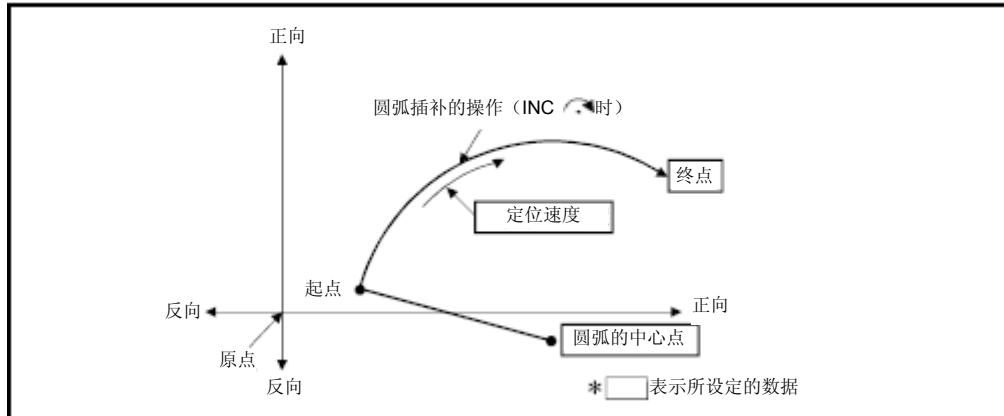 正向
圆弧插补的操作（INC 时）
终点
定位速度
起点
反向
正向
原点
圆弧的中心点
反向
*表示所设定的数据